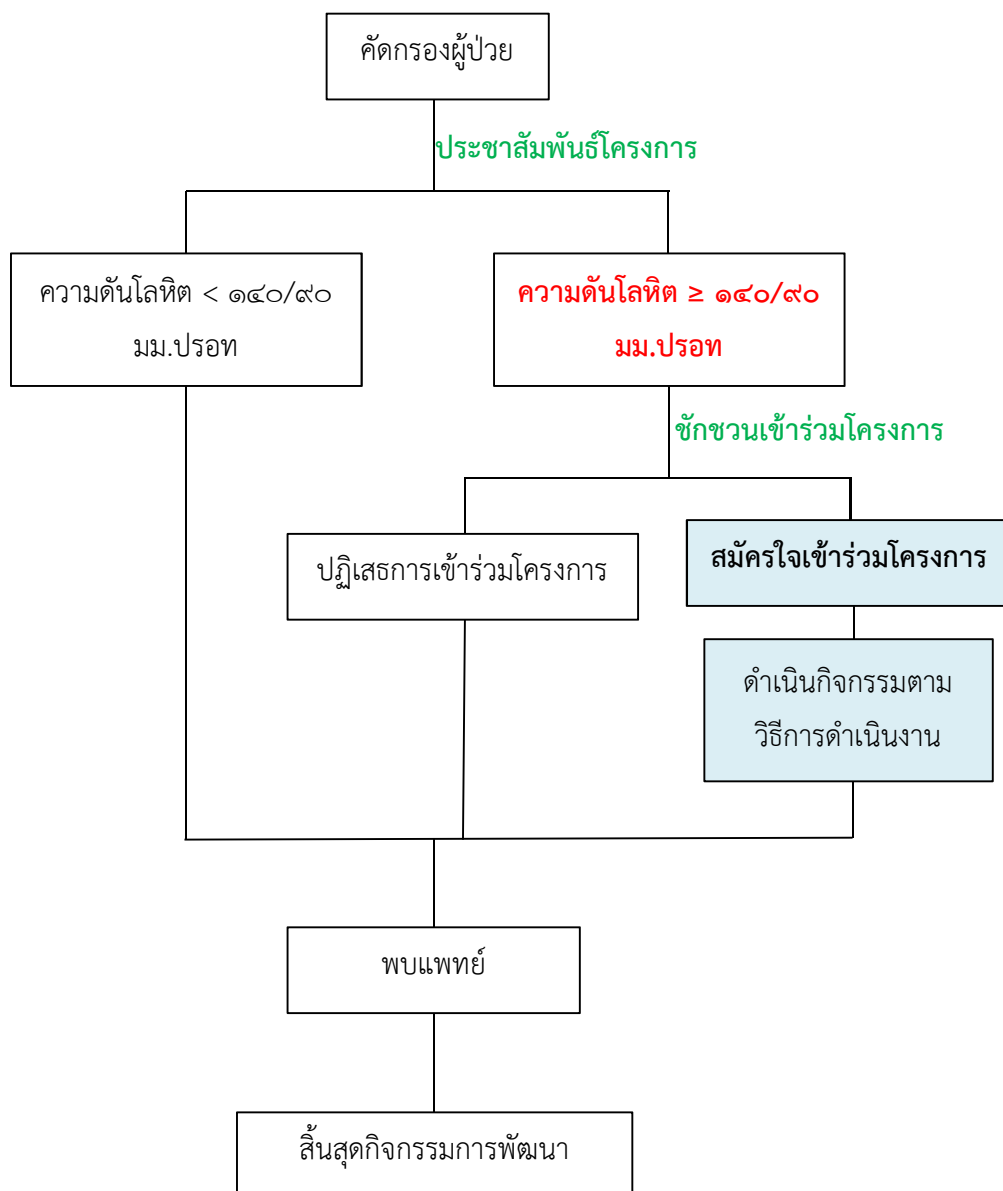 คัดกรองผู้ป่วย
ประชาสัมพันธ์โครงการ
ความดันโลหิต < ๑๔๐/๙๐
มม.ปรอท
ความดันโลหิต ≥ ๑๔๐/๙๐
มม.ปรอท
ชักชวนเข้าร่วมโครงการ
ปฏิเสธการเข้าร่วมโครงการ
สมัครใจเข้าร่วมโครงการ
ดำเนินกิจกรรมตาม
วิธีการดำเนินงาน
พบแพทย์
สิ้นสุดกิจกรรมการพัฒนา